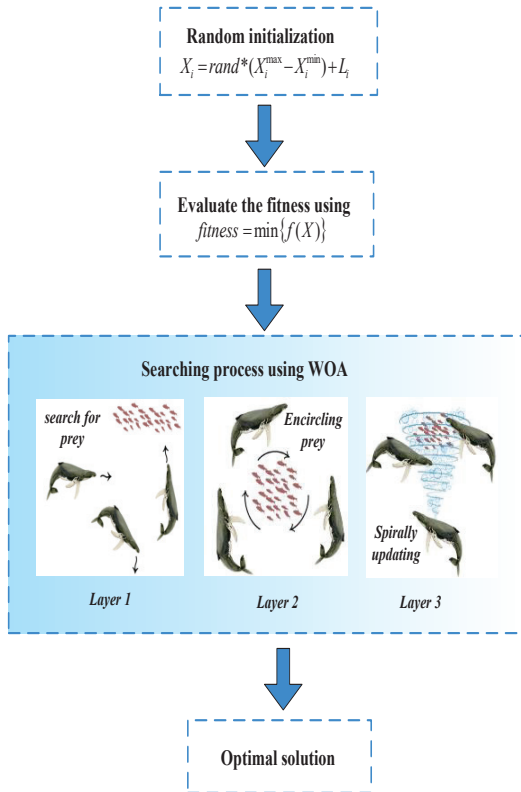 Random initialization
X_i = rand*(X_i^max − X_i^min) + L_i
Evaluate the fitness using
fitness = min{f(X)}
Searching process using WOA
search for
prey
Encircling
prey
Spirally
updating
Layer 1
Layer 2
Layer 3
Optimal solution